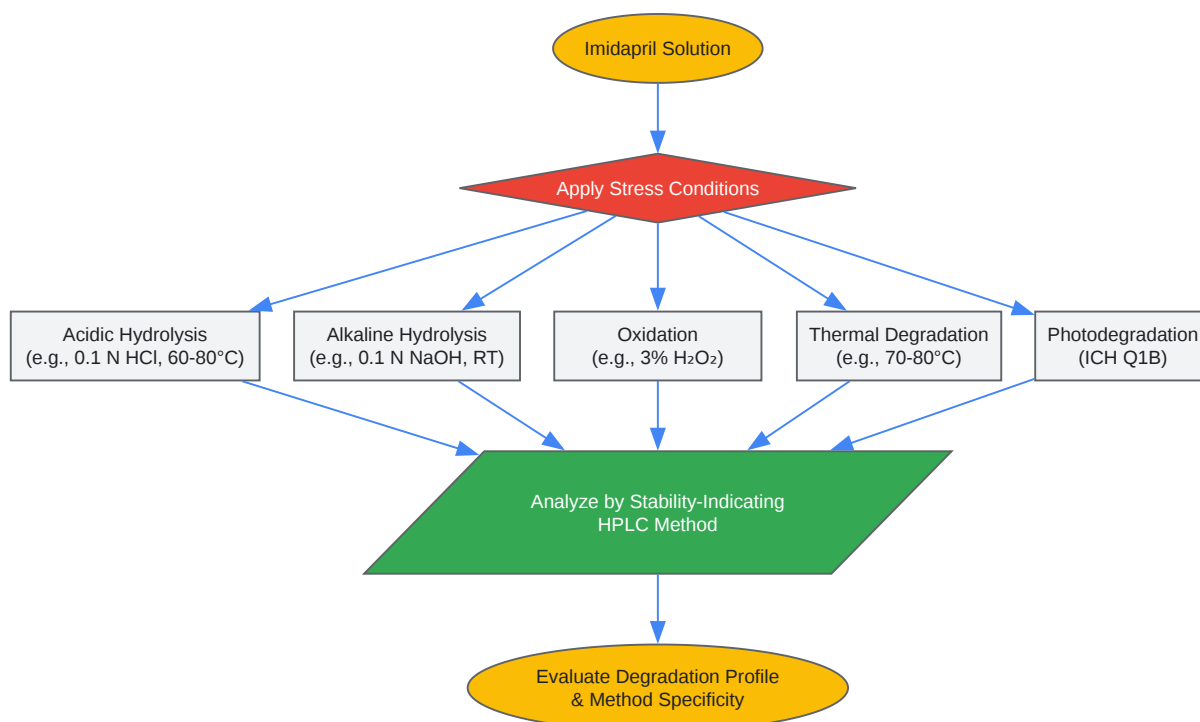 Imidapril Solution
Apply Stress Conditions
Acidic Hydrolysis
(e.g., 0.1 N HCl, 60-80°C)
Alkaline Hydrolysis
(e.g., 0.1 N NaOH, RT)
Oxidation
(e.g., 3% H₂O₂)
Thermal Degradation
(e.g., 70-80°C)
Photodegradation
(ICH Q1B)
Analyze by Stability-Indicating
HPLC Method
Evaluate Degradation Profile
& Method Specificity